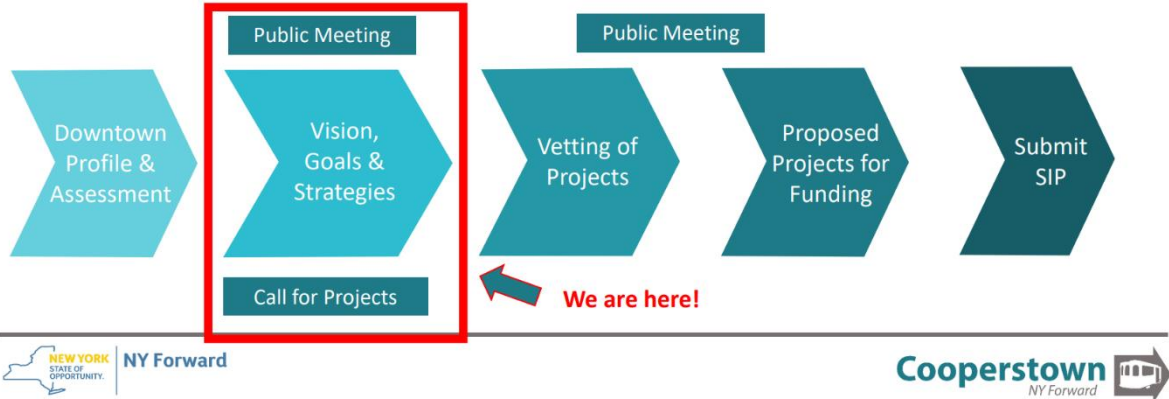 Public Meeting
Public Meeting
Downtown
Profile &
Assessment
Vision,
Goals &
Strategies
Vetting of
Projects
Proposed
Projects for
Funding
Submit
SIP
Call for Projects
We are here!
NEW YORK
STATE OF
OPPORTUNITY.
NY Forward
Cooperstown
NY Forward